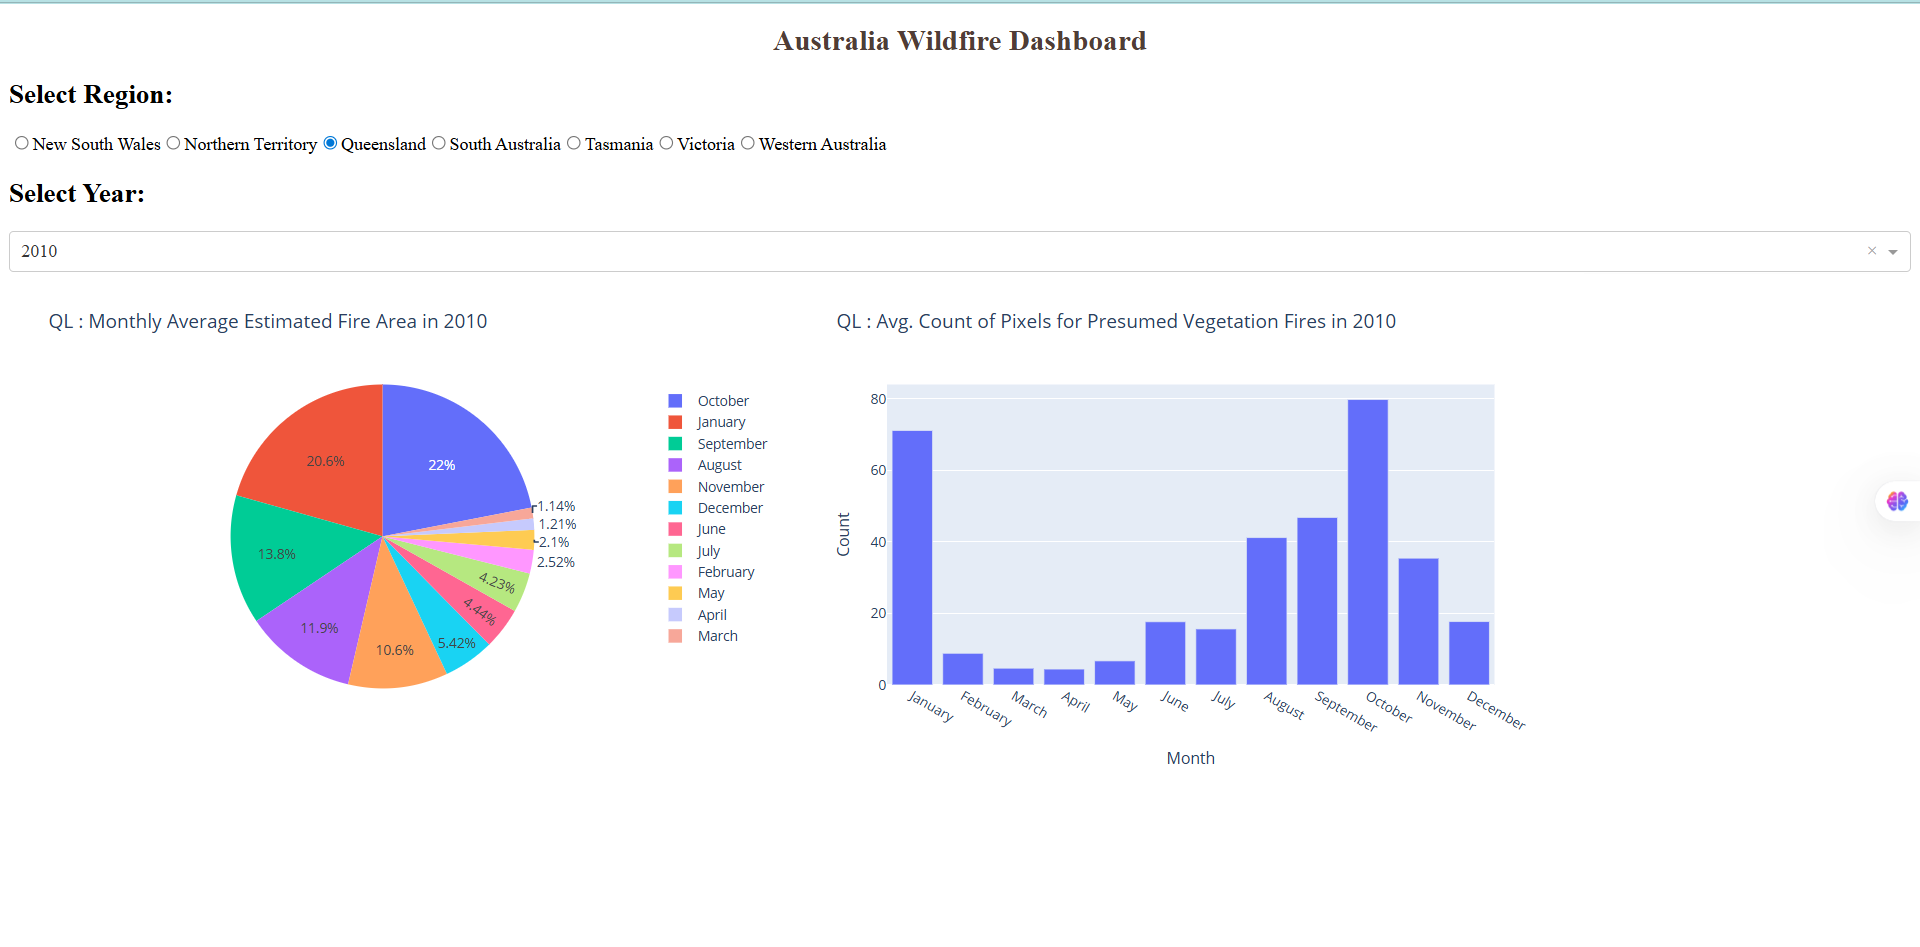 Australia Wildfire Dashboard
Select Region:
New South Wales Northern Territory Queensland South Australia Tasmania Victoria Western Australia
Select Year:
2010
QL : Monthly Average Estimated Fire Area in 2010
22%
20.6%
13.8%
11.9%
10.6%
5.42%
4.44%
4.23%
2.52%
2.1%
1.21%
1.14%
October
January
September
August
November
December
June
July
February
May
April
March
QL : Avg. Count of Pixels for Presumed Vegetation Fires in 2010
Count
80
60
40
20
0
January February March April May June July August September October November December
Month